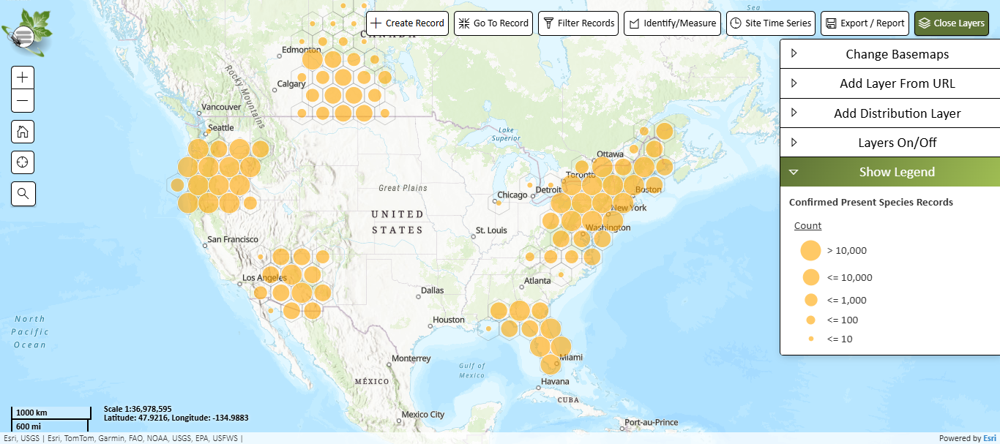 Sea
CANADA
Create Record
Go To Record
Filter Records
Identify/Measure
Site Time Series
Export / Report
Close Layers
Change Basemaps
Add Layer From URL
Add Distribution Layer
Layers On/Off
Show Legend
Confirmed Present Species Records
Count
> 10,000
<= 10,000
<= 1,000
<= 100
<= 10
Edmonton
Calgary
Rocky Mountains
Vancouver
Seattle
Lake
Superior
Ottawa
Toronto
Detroit
Boston
Chicago
Great Plains
New York
UNITED
STATES
Washington
St. Louis
San Francisco
Los Angeles
Atlanta
Dallas
Houston
North
Pacific
Ocean
Monterrey
Miami
Gulf of
Mexico
MÉXICO
Havana
CUBA
Mexico City
Port-au-Prince
1000 km
600 mi
Scale 1:36,978,595
Latitude: 47.9216, Longitude: -134.9883
Esri, USGS | Esri, TomTom, Garmin, FAO, NOAA, USGS, EPA, USFWS |
Powered by Esri